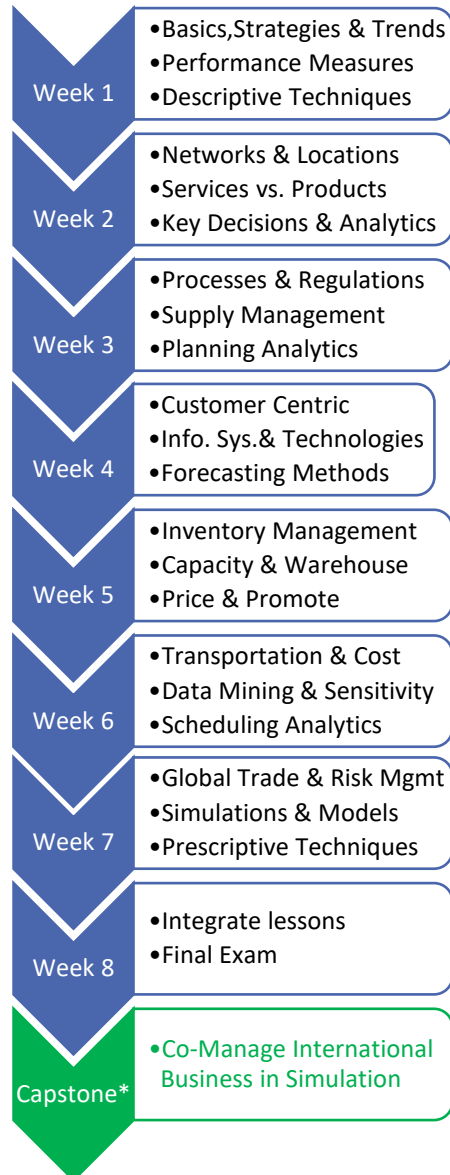 Week 1
•Basics,Strategies & Trends
•Performance Measures
•Descriptive Techniques
Week 2
•Networks & Locations
•Services vs. Products
•Key Decisions & Analytics
Week 3
•Processes & Regulations
•Supply Management
•Planning Analytics
Week 4
•Customer Centric
•Info. Sys.& Technologies
•Forecasting Methods
Week 5
•Inventory Management
•Capacity & Warehouse
•Price & Promote
Week 6
•Transportation & Cost
•Data Mining & Sensitivity
•Scheduling Analytics
Week 7
•Global Trade & Risk Mgmt
•Simulations & Models
•Prescriptive Techniques
Week 8
•Integrate lessons
•Final Exam
Capstone*
•Co-Manage International
Business in Simulation